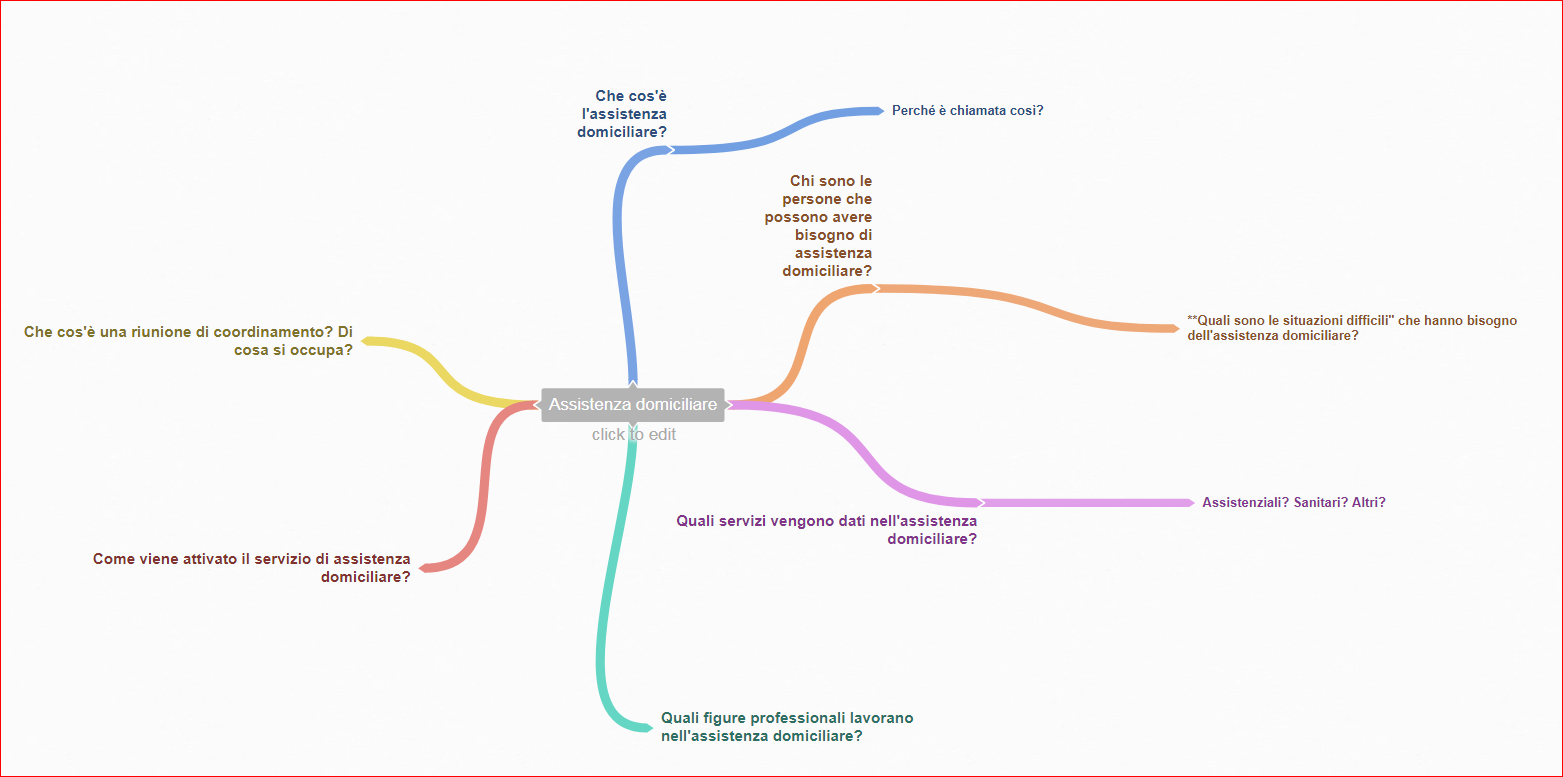 Che cos'è
l'assistenza
domiciliare?
Perché è chiamata cosi?
Chi sono le
persone che
possono avere
bisogno di
assistenza
domiciliare?
**Quali sono le situazioni difficili" che hanno bisogno
dell'assistenza domiciliare?
Che cos'è una riunione di coordinamento? Di
cosa si occupa?
Assistenza domiciliare
click to edit
Assistenziali? Sanitari? Altri?
Quali servizi vengono dati nell'assistenza
domiciliare?
Come viene attivato il servizio di assistenza
domiciliare?
Quali figure professionali lavorano
nell'assistenza domiciliare?